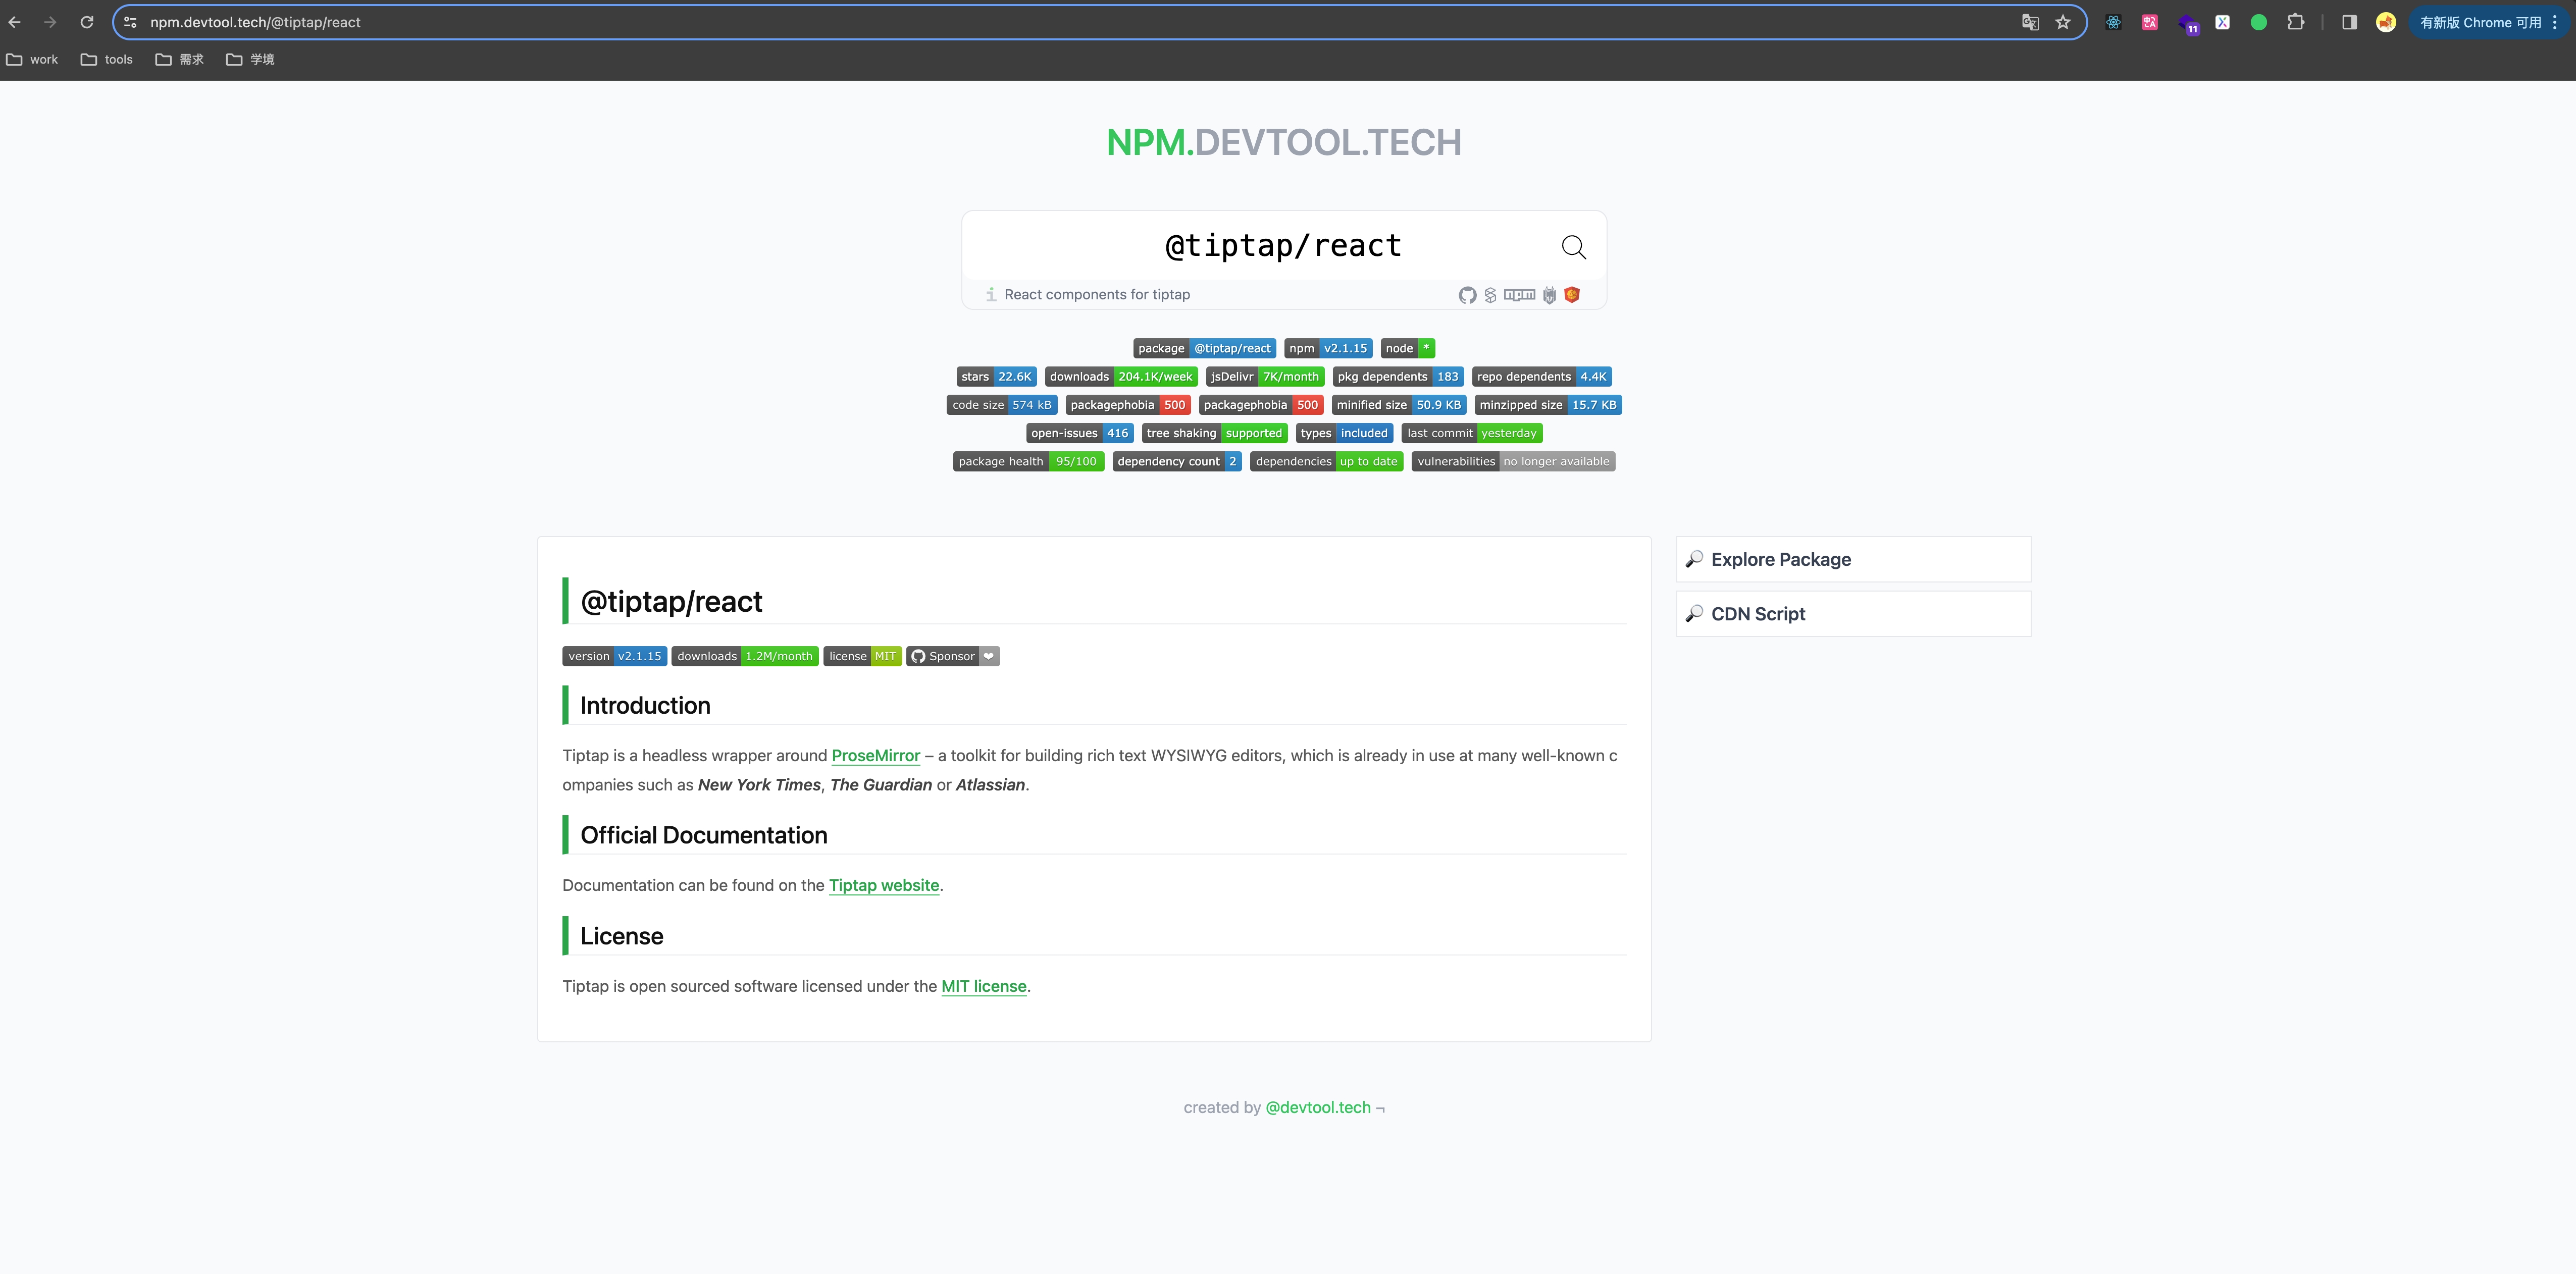 npm.devtool.tech/@tiptap/react
11
有新版 Chrome 可用
work tools 需求 学境
NPM.DEVTOOL.TECH
@tiptap/react
i React components for tiptap
npm
package @tiptap/react npm v2.1.15 node *
stars 22.6K downloads 204.1K/week jsDelivr 7K/month pkg dependents 183 repo dependents 4.4K
code size 574 kB packagephobia 500 packagephobia 500 minified size 50.9 KB minzipped size 15.7 KB
open-issues 416 tree shaking supported types included last commit yesterday
package health 95/100 dependency count 2 dependencies up to date vulnerabilities no longer available
@tiptap/react
version v2.1.15 downloads 1.2M/month license MIT Sponsor ❤
Introduction
Tiptap is a headless wrapper around ProseMirror – a toolkit for building rich text WYSIWYG editors, which is already in use at many well-known c
ompanies such as New York Times, The Guardian or Atlassian.
Official Documentation
Documentation can be found on the Tiptap website.
License
Tiptap is open sourced software licensed under the MIT license.
🔎 Explore Package
🔎 CDN Script
created by @devtool.tech ¬